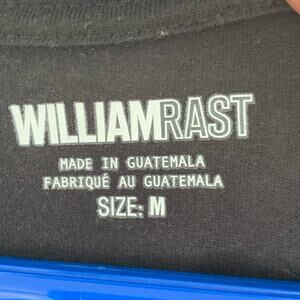 WILLIAMRAST
MADE IN GUATEMALA
FABRIQUÉ AU GUATEMALA
SIZE: M